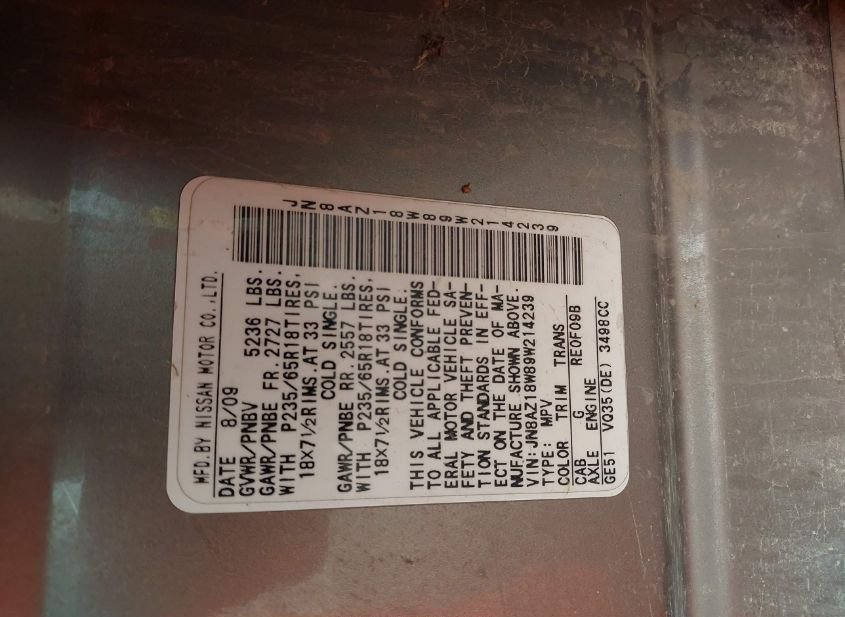 MFD.BY NISSAN MOTOR CO.,LTD.
DATE 8/09
GVWR/PNBV 5236 LBS.
GAWR/PNBE FR. 2727 LBS.
WITH P235/65R18TIRES,
18X7½RIMS.AT 33 PSI
COLD SINGLE.
GAWR/PNBE RR. 2557 LBS.
WITH P235/65R18TIRES,
18X7½RIMS.AT 33 PSI
COLD SINGLE.
THIS VEHICLE CONFORMS
TO ALL APPLICABLE FED-
ERAL MOTOR VEHICLE SA-
FETY AND THEFT PREVEN-
TION STANDARDS IN EFF-
ECT ON THE DATE OF MA-
NUFACTURE SHOWN ABOVE.
VIN:JN8AZ18W89W214239
TYPE: MPV
COLOR TRIM TRANS
CAB G RE0F09B
AXLE ENGINE
GE51 VQ35(DE) 3498CC
JN8AZ18W89W214239